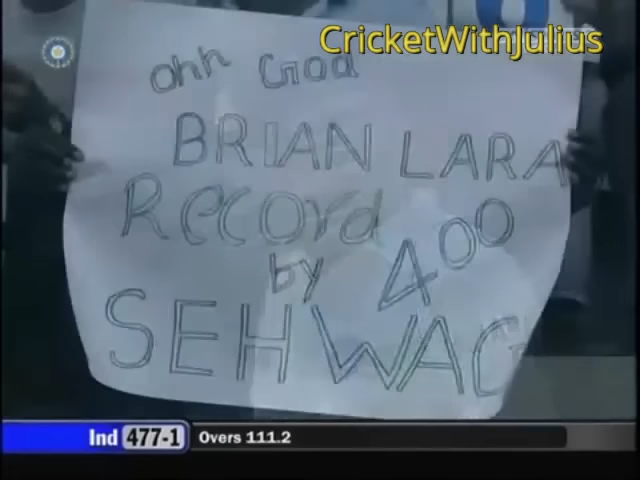 CricketWithJulius
ohh God
BRIAN LARA
Record
by 400
SEHWAG
Ind 477-1 Overs 111.2